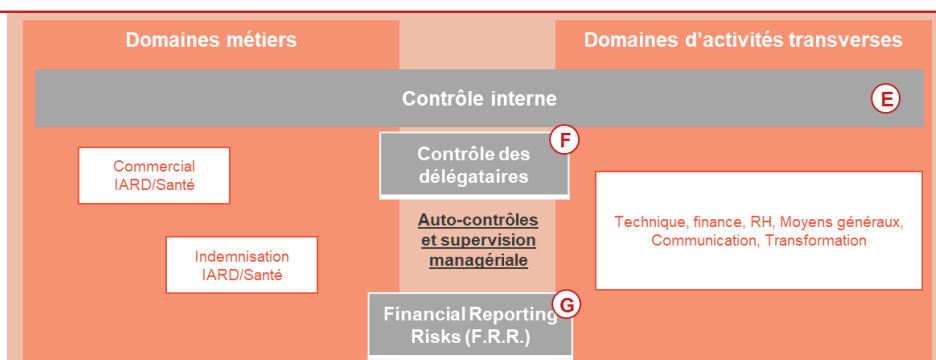 Domaines métiers
Domaines d'activités transverses
Contrôle interne
E
F
Contrôle des
délégataires
Commercial
IARD/Santé
Technique, finance, RH, Moyens généraux,
Communication, Transformation
Auto-contrôles
et supervision
managériale
Indemnisation
IARD/Santé
G
Financial Reporting
Risks (F.R.R.)